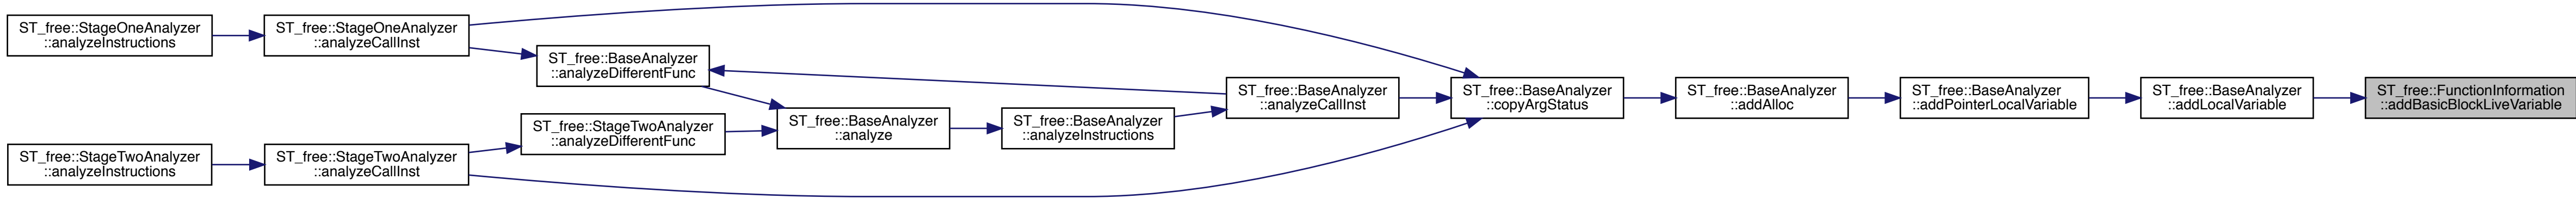 ST_free::StageOneAnalyzer
::analyzeInstructions
ST_free::StageOneAnalyzer
::analyzeCallInst
ST_free::BaseAnalyzer
::analyzeDifferentFunc
ST_free::StageTwoAnalyzer
::analyzeDifferentFunc
ST_free::StageTwoAnalyzer
::analyzeInstructions
ST_free::StageTwoAnalyzer
::analyzeCallInst
ST_free::BaseAnalyzer
::analyze
ST_free::BaseAnalyzer
::analyzeInstructions
ST_free::BaseAnalyzer
::analyzeCallInst
ST_free::BaseAnalyzer
::copyArgStatus
ST_free::BaseAnalyzer
::addAlloc
ST_free::BaseAnalyzer
::addPointerLocalVariable
ST_free::BaseAnalyzer
::addLocalVariable
ST_free::FunctionInformation
::addBasicBlockLiveVariable